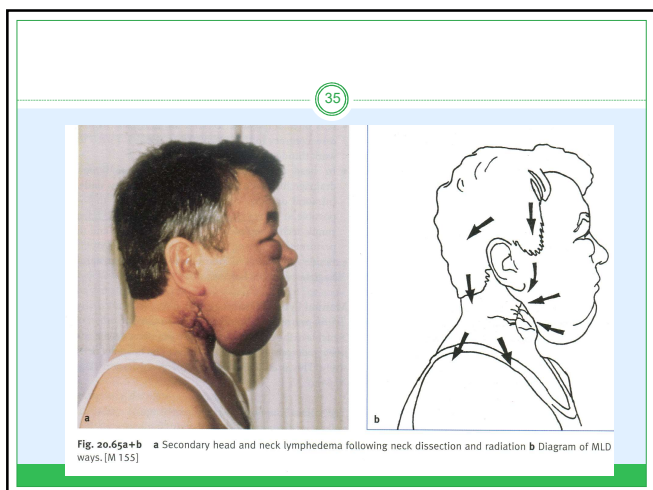 35
a
b
Fig. 20.65a+b a Secondary head and neck lymphedema following neck dissection and radiation b Diagram of MLD
ways. [M 155]